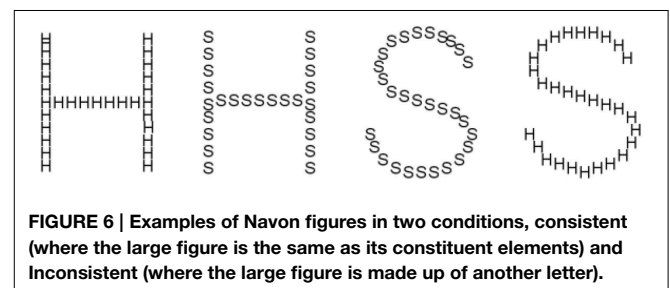 H H S S
FIGURE 6 | Examples of Navon figures in two conditions, consistent
(where the large figure is the same as its constituent elements) and
Inconsistent (where the large figure is made up of another letter).